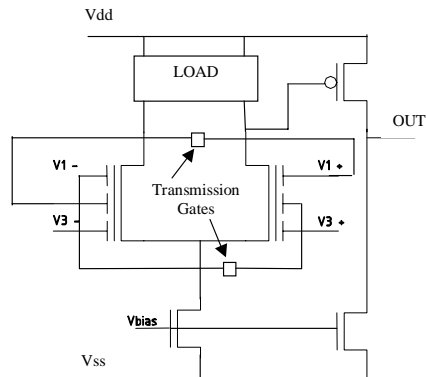 Vdd
LOAD
OUT
V1 -
V1 +
Transmission
Gates
V3 -
V3 +
Vbias
Vss